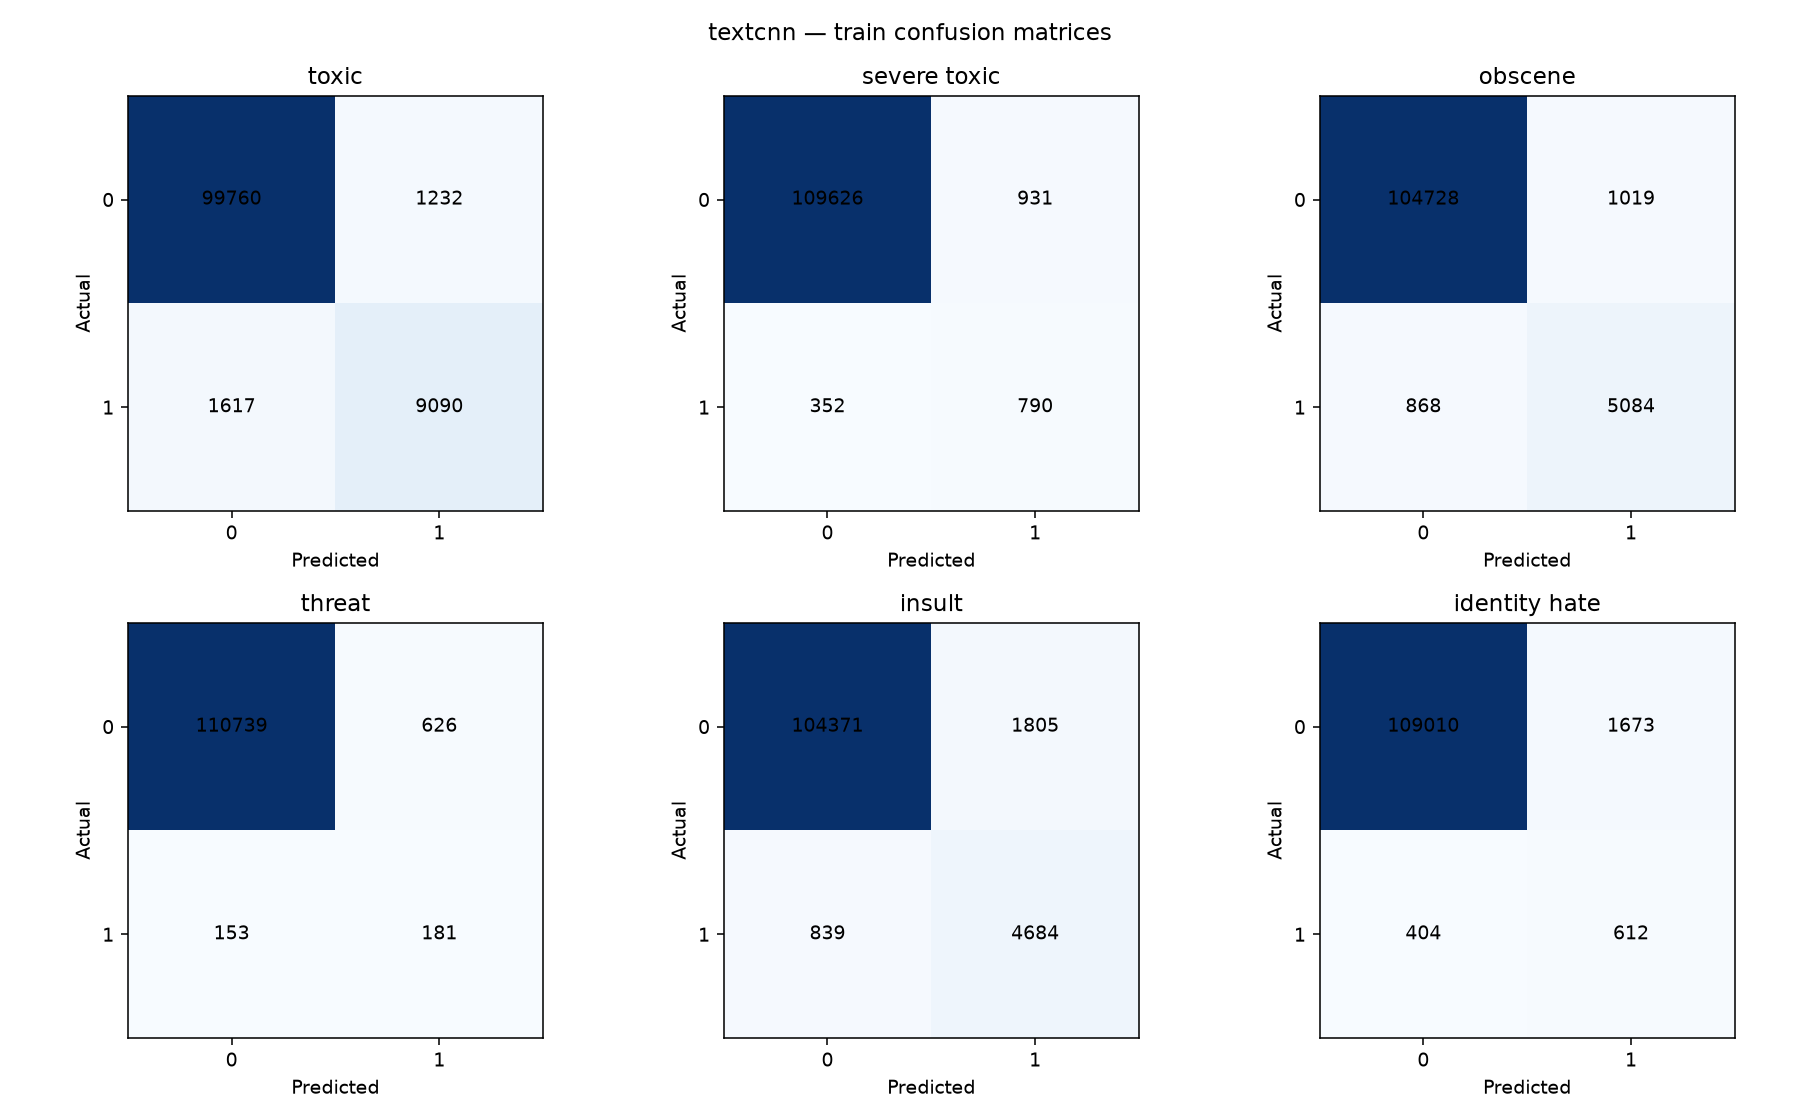 textcnn — train confusion matrices
toxic
severe toxic
obscene
0
99760
1232
0
109626
931
0
104728
1019
Actual
Actual
Actual
1
1617
9090
1
352
790
1
868
5084
0
1
0
1
0
1
Predicted
Predicted
Predicted
threat
insult
identity hate
0
110739
626
0
104371
1805
0
109010
1673
Actual
Actual
Actual
1
153
181
1
839
4684
1
404
612
0
1
0
1
0
1
Predicted
Predicted
Predicted